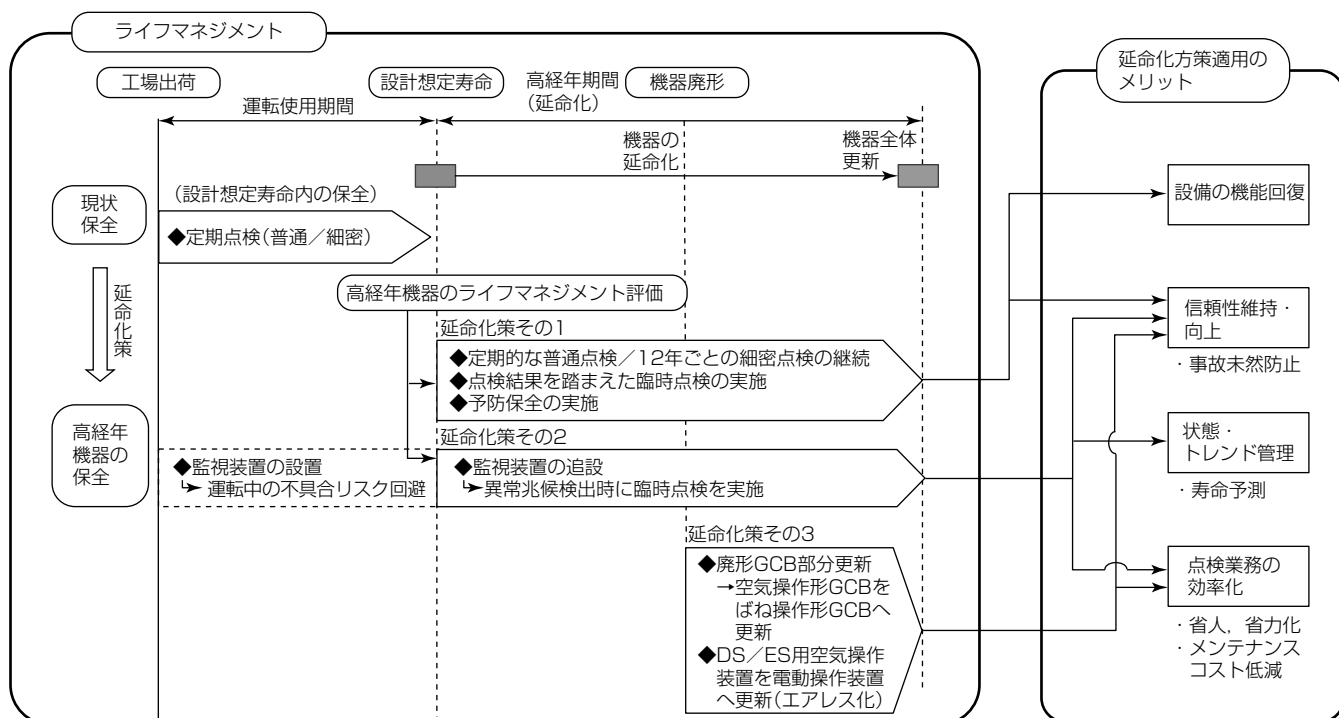 ライフマネジメント
工場出荷
設計想定寿命
高経年期間
(延命化)
機器廃形
運転使用期間
機器の
延命化
機器全体
更新
現状
保全
(設計想定寿命内の保全)
◆定期点検(普通/細密)
延命化策
高経年機器のライフマネジメント評価
延命化策その1
◆定期的な普通点検/12年ごとの細密点検の継続
◆点検結果を踏まえた臨時点検の実施
◆予防保全の実施
高経年
機器の
保全
◆監視装置の設置
運転中の不具合リスク回避
延命化策その2
◆監視装置の追設
異常兆候検出時に臨時点検を実施
延命化策その3
◆廃形GCB部分更新
→空気操作形GCBを
ばね操作形GCBへ
更新
◆DS/ES用空気操作
装置を電動操作装置
へ更新(エアレス化)
延命化方策適用の
メリット
設備の機能回復
信頼性維持・
向上
・事故未然防止
状態・
トレンド管理
・寿命予測
点検業務の
効率化
・省人,省力化
・メンテナンス
コスト低減